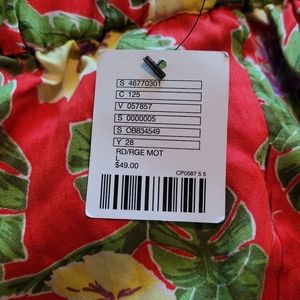 S 46770301
C 125
V 057857
S 0000005
S OB834549
Y 28
RD/RGE MOT
L
$49.00
CP0587 5 5